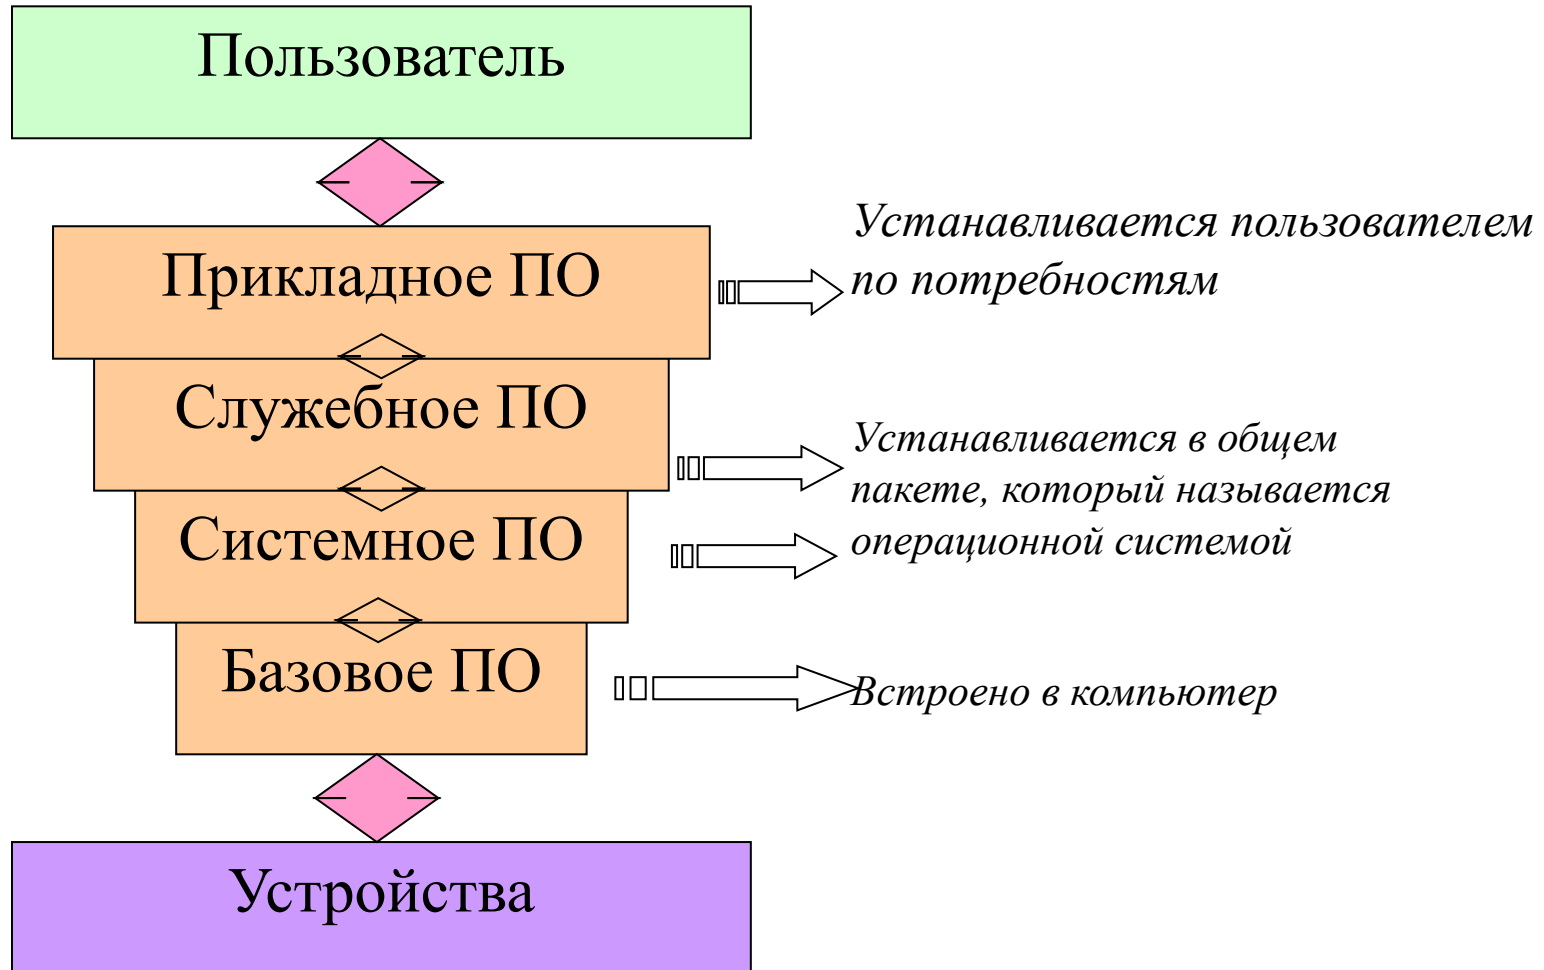 Пользователь
Прикладное ПО
Устанавливается пользователем
по потребностям
Служебное ПО
Системное ПО
Устанавливается в общем
пакете, который называется
операционной системой
Базовое ПО
Встроено в компьютер
Устройства